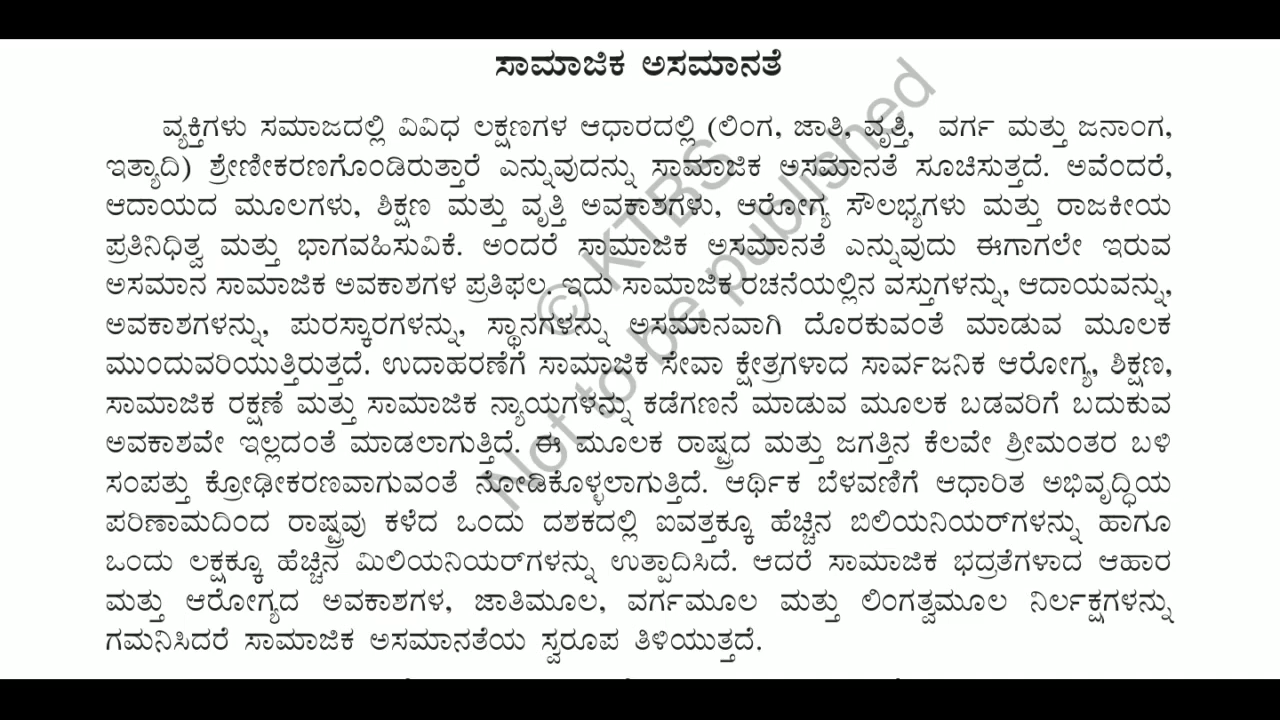 ಸಾಮಾಜಿಕ ಅಸಮಾನತೆ
ವ್ಯಕ್ತಿಗಳು ಸಮಾಜದಲ್ಲಿ ವಿವಿಧ ಲಕ್ಷಣಗಳ ಆಧಾರದಲ್ಲಿ (ಲಿಂಗ, ಜಾತಿ, ವೃತ್ತಿ, ವರ್ಗ ಮತ್ತು ಜನಾಂಗ,
ಇತ್ಯಾದಿ) ಶ್ರೇಣೀಕರಣಗೊಂಡಿರುತ್ತಾರೆ ಎನ್ನುವುದನ್ನು ಸಾಮಾಜಿಕ ಅಸಮಾನತೆ ಸೂಚಿಸುತ್ತದೆ. ಅವೆಂದರೆ,
ಆದಾಯದ ಮೂಲಗಳು, ಶಿಕ್ಷಣ ಮತ್ತು ವೃತ್ತಿ ಅವಕಾಶಗಳು, ಆರೋಗ್ಯ ಸೌಲಭ್ಯಗಳು ಮತ್ತು ರಾಜಕೀಯ
ಪ್ರತಿನಿಧಿತ್ವ ಮತ್ತು ಭಾಗವಹಿಸುವಿಕೆ. ಅಂದರೆ ಸಾಮಾಜಿಕ ಅಸಮಾನತೆ ಎನ್ನುವುದು ಈಗಾಗಲೇ ಇರುವ
ಅಸಮಾನ ಸಾಮಾಜಿಕ ಅವಕಾಶಗಳ ಪ್ರತಿಫಲ. ಇದು ಸಾಮಾಜಿಕ ರಚನೆಯಲ್ಲಿನ ವಸ್ತುಗಳನ್ನು, ಆದಾಯವನ್ನು,
ಅವಕಾಶಗಳನ್ನು, ಪುರಸ್ಕಾರಗಳನ್ನು, ಸ್ಥಾನಗಳನ್ನು ಅಸಮಾನವಾಗಿ ದೊರಕುವಂತೆ ಮಾಡುವ ಮೂಲಕ
ಮುಂದುವರಿಯುತ್ತಿರುತ್ತದೆ. ಉದಾಹರಣೆಗೆ ಸಾಮಾಜಿಕ ಸೇವಾ ಕ್ಷೇತ್ರಗಳಾದ ಸಾರ್ವಜನಿಕ ಆರೋಗ್ಯ, ಶಿಕ್ಷಣ,
ಸಾಮಾಜಿಕ ರಕ್ಷಣೆ ಮತ್ತು ಸಾಮಾಜಿಕ ನ್ಯಾಯಗಳನ್ನು ಕಡೆಗಣನೆ ಮಾಡುವ ಮೂಲಕ ಬಡವರಿಗೆ ಬದುಕುವ
ಅವಕಾಶವೇ ಇಲ್ಲದಂತೆ ಮಾಡಲಾಗುತ್ತಿದೆ. ಈ ಮೂಲಕ ರಾಷ್ಟ್ರದ ಮತ್ತು ಜಗತ್ತಿನ ಕೆಲವೇ ಶ್ರೀಮಂತರ ಬಳಿ
ಸಂಪತ್ತು ಕ್ರೋಢೀಕರಣವಾಗುವಂತೆ ನೋಡಿಕೊಳ್ಳಲಾಗುತ್ತಿದೆ. ಆರ್ಥಿಕ ಬೆಳವಣಿಗೆ ಆಧಾರಿತ ಅಭಿವೃದ್ಧಿಯ
ಪರಿಣಾಮದಿಂದ ರಾಷ್ಟ್ರವು ಕಳೆದ ಒಂದು ದಶಕದಲ್ಲಿ ಐವತ್ತಕ್ಕೂ ಹೆಚ್ಚಿನ ಬಿಲಿಯನಿಯರ್‌ಗಳನ್ನು ಹಾಗೂ
ಒಂದು ಲಕ್ಷಕ್ಕೂ ಹೆಚ್ಚಿನ ಮಿಲಿಯನಿಯರ್‌ಗಳನ್ನು ಉತ್ಪಾದಿಸಿದೆ. ಆದರೆ ಸಾಮಾಜಿಕ ಭದ್ರತೆಗಳಾದ ಆಹಾರ
ಮತ್ತು ಆರೋಗ್ಯದ ಅವಕಾಶಗಳ, ಜಾತಿಮೂಲ, ವರ್ಗಮೂಲ ಮತ್ತು ಲಿಂಗತ್ವಮೂಲ ನಿರ್ಲಕ್ಷಗಳನ್ನು
ಗಮನಿಸಿದರೆ ಸಾಮಾಜಿಕ ಅಸಮಾನತೆಯ ಸ್ವರೂಪ ತಿಳಿಯುತ್ತದೆ.
© KTBS
Not to be published